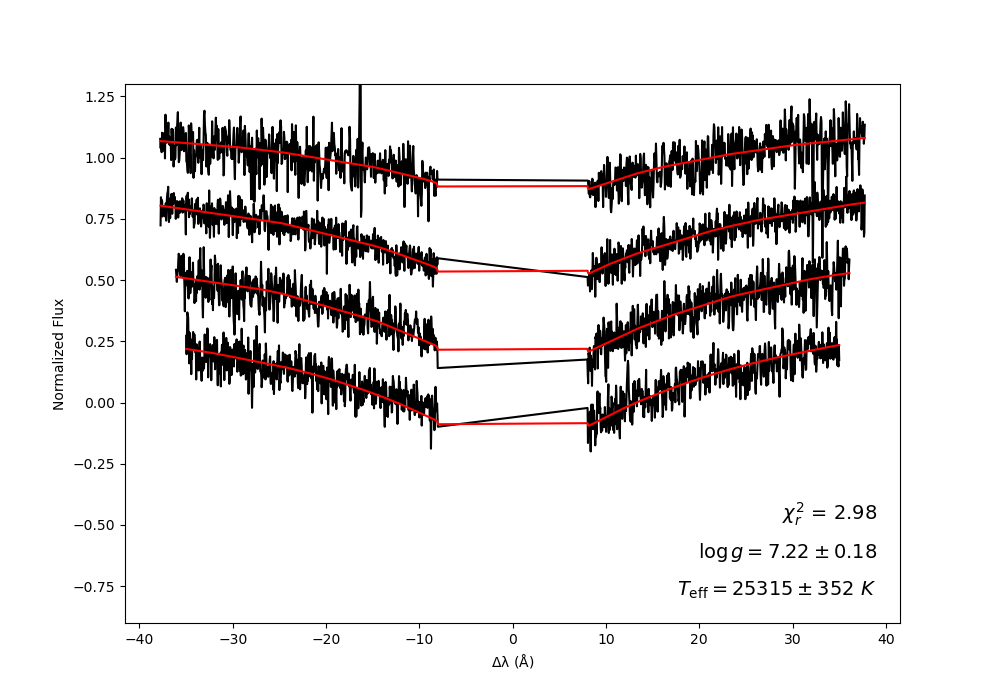 1.25
1.00
0.75
0.50
0.25
0.00
−0.25
−0.50
−0.75
Normalized Flux
χ²ᵣ = 2.98
log g = 7.22 ± 0.18
T_eff = 25315 ± 352 K
−40 −30 −20 −10 0 10 20 30 40
Δλ (Å)